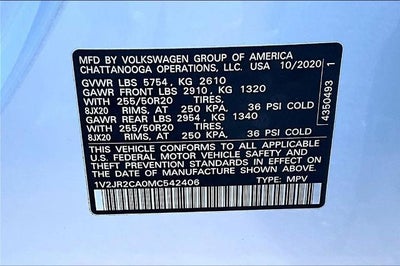 MFD BY VOLKSWAGEN GROUP OF AMERICA
CHATTANOOGA OPERATIONS, LLC. USA 10/2020
GVWR LBS 5754 , KG 2610
GAWR FRONT LBS 2910 , KG 1320
WITH 255/50R20 TIRES,
8JX20 RIMS, AT 250 KPA. 36 PSI COLD
GAWR REAR LBS 2954 , KG 1340
WITH 255/50R20 TIRES,
8JX20 RIMS, AT 250 KPA. 36 PSI COLD
THIS VEHICLE CONFORMS TO ALL APPLICABLE
U.S. FEDERAL MOTOR VEHICLE SAFETY AND
THEFT PREVENTION STANDARDS IN EFFECT ON THE
DATE OF MANUFACTURE SHOWN ABOVE.
1V2JR2CA0MC542406 TYPE: MPV
4350493 1